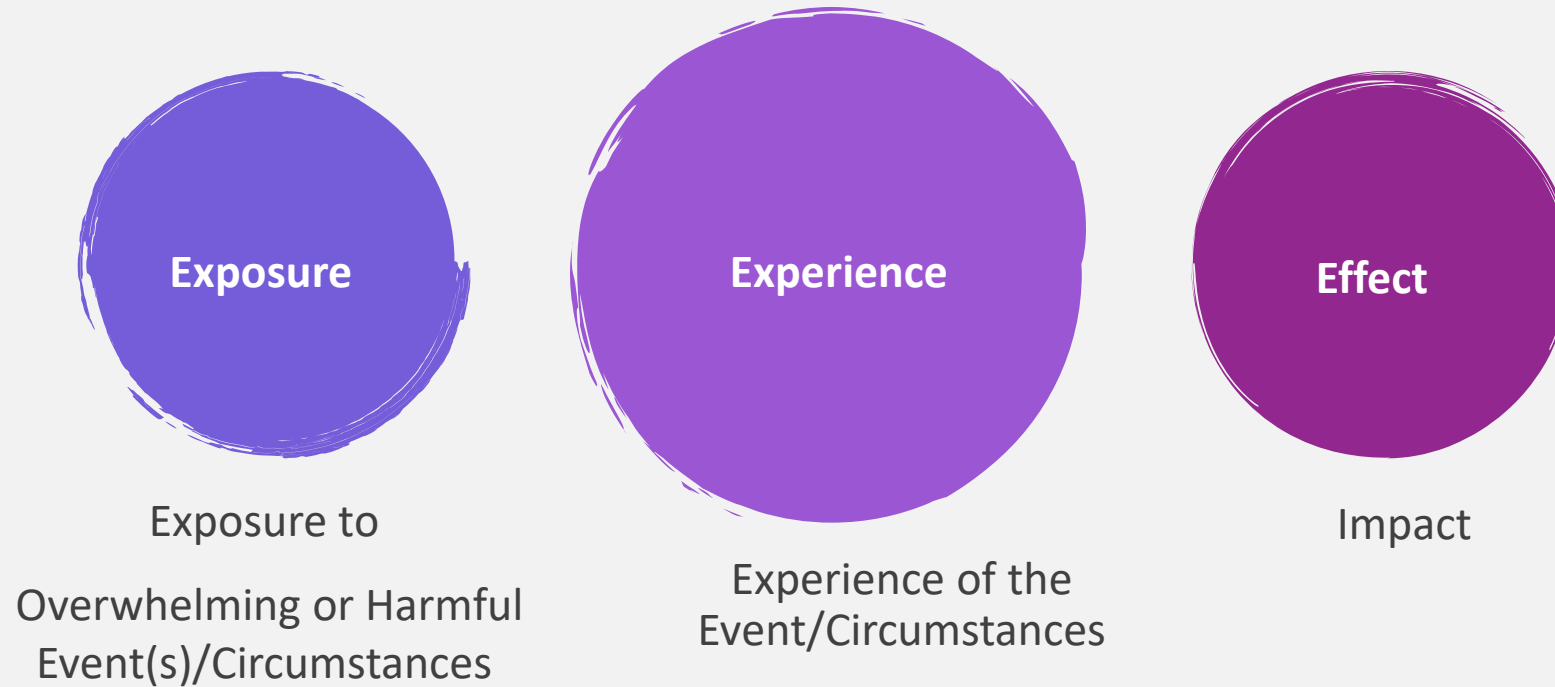 Exposure
Exposure to
Overwhelming or Harmful
Event(s)/Circumstances
Experience
Experience of the
Event/Circumstances
Effect
Impact